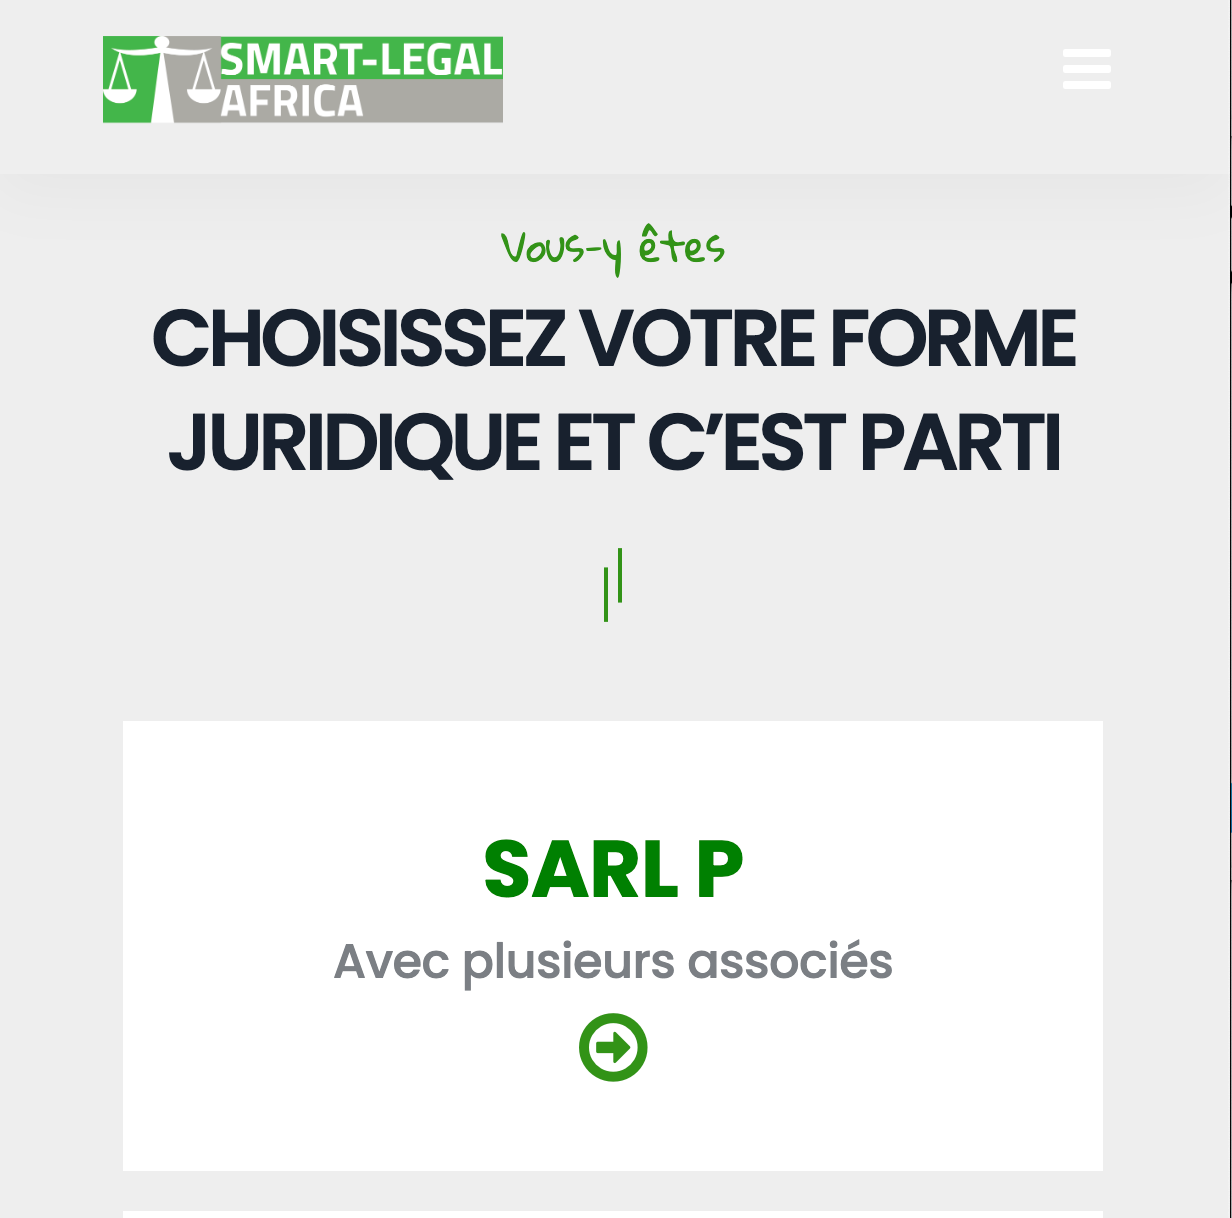 SMART-LEGAL
AFRICA
Vous-y êtes
CHOISISSEZ VOTRE FORME
JURIDIQUE ET C’EST PARTI
SARL P
Avec plusieurs associés